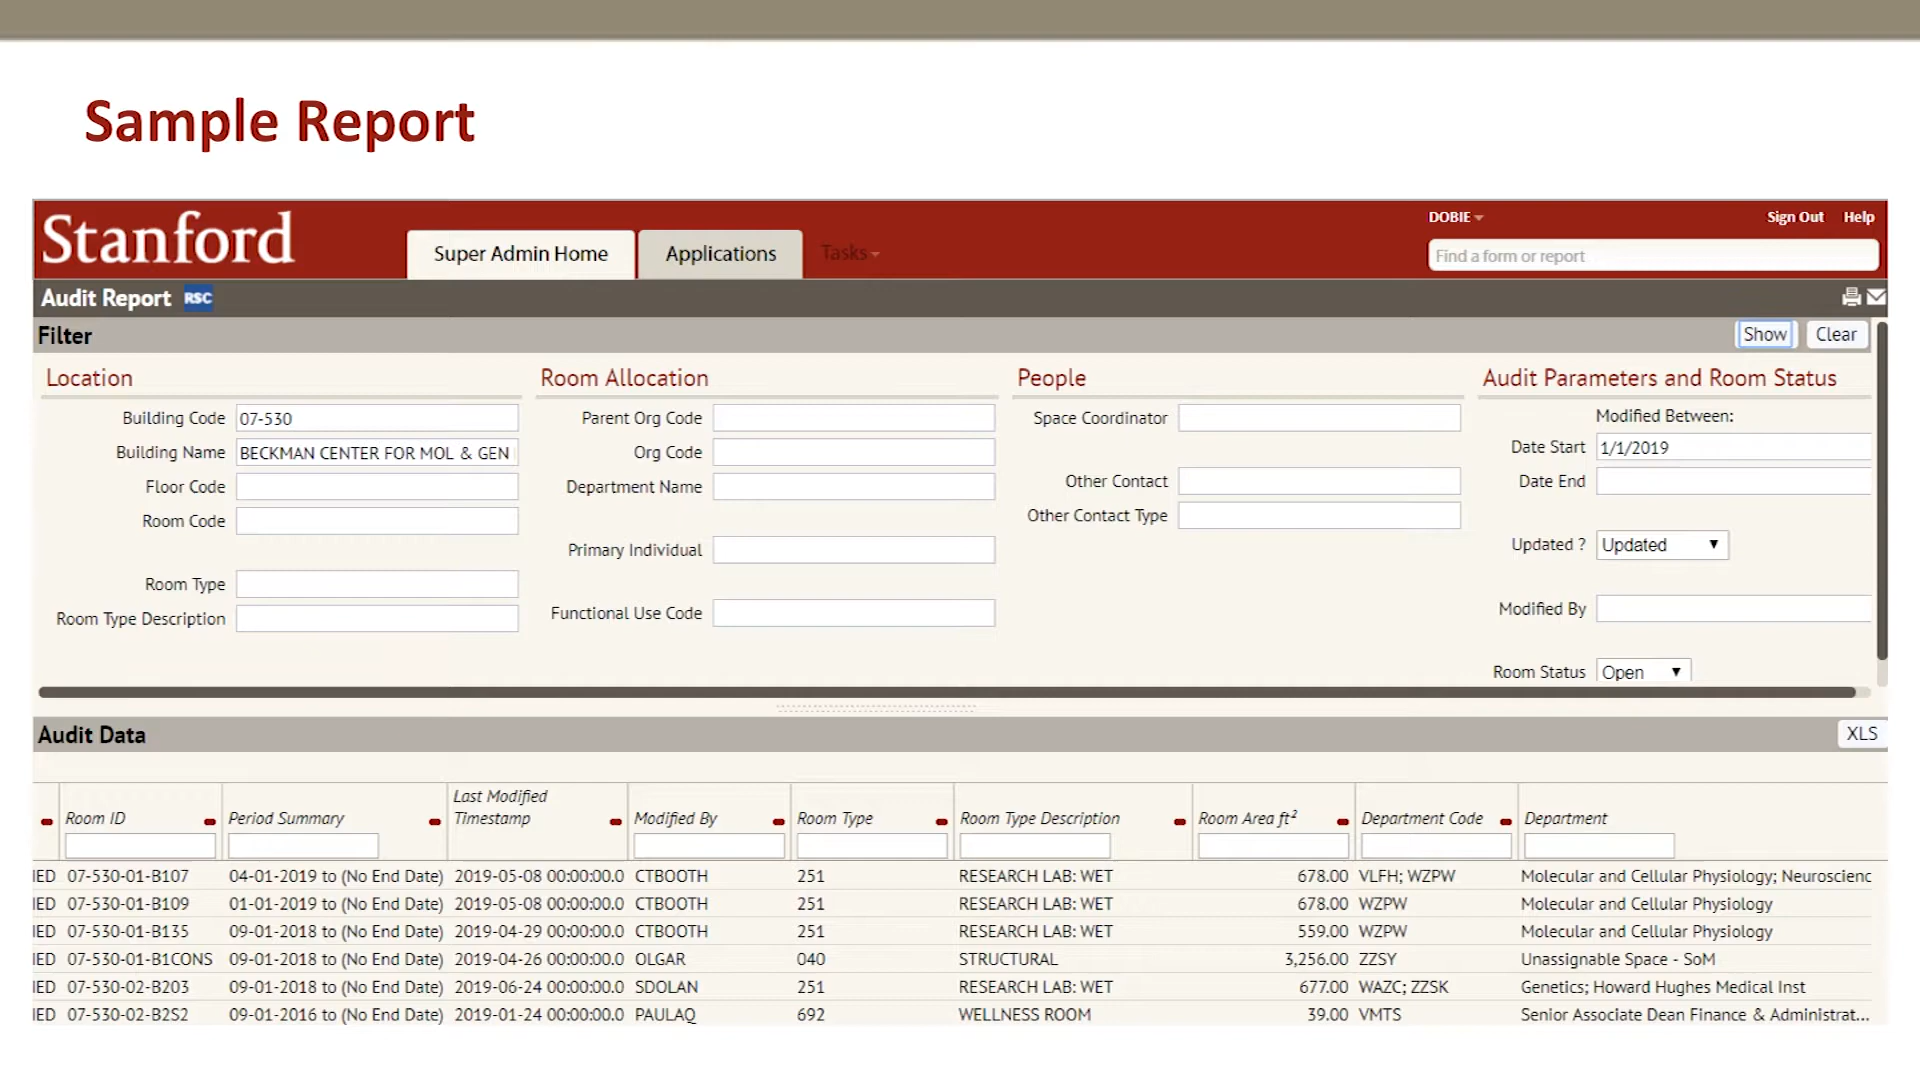 Sample Report
Stanford
Super Admin Home
Applications
Tasks
DOBIE
Sign Out
Help
Find a form or report
Audit Report RSC
Filter
Show
Clear
Location
Building Code 07-530
Building Name BECKMAN CENTER FOR MOL & GEN
Floor Code
Room Code
Room Type
Room Type Description
Room Allocation
Parent Org Code
Org Code
Department Name
Primary Individual
Functional Use Code
People
Space Coordinator
Other Contact
Other Contact Type
Audit Parameters and Room Status
Modified Between:
Date Start 1/1/2019
Date End
Updated ? Updated
Modified By
Room Status Open
Audit Data
XLS
Room ID Period Summary Last Modified Timestamp Modified By Room Type Room Type Description Room Area ft² Department Code Department
IED 07-530-01-B107 04-01-2019 to (No End Date) 2019-05-08 00:00:00.0 CTBOOTH 251 RESEARCH LAB: WET 678.00 VLFH; WZPW Molecular and Cellular Physiology; Neuroscienc
IED 07-530-01-B109 01-01-2019 to (No End Date) 2019-05-08 00:00:00.0 CTBOOTH 251 RESEARCH LAB: WET 678.00 WZPW Molecular and Cellular Physiology
IED 07-530-01-B135 09-01-2018 to (No End Date) 2019-04-29 00:00:00.0 CTBOOTH 251 RESEARCH LAB: WET 559.00 WZPW Molecular and Cellular Physiology
IED 07-530-01-B1CONS 09-01-2018 to (No End Date) 2019-04-26 00:00:00.0 OLGAR 040 STRUCTURAL 3,256.00 ZZSY Unassignable Space - SoM
IED 07-530-02-B203 09-01-2018 to (No End Date) 2019-06-24 00:00:00.0 SDOLAN 251 RESEARCH LAB: WET 677.00 WAZC; ZZSK Genetics; Howard Hughes Medical Inst
IED 07-530-02-B2S2 09-01-2016 to (No End Date) 2019-01-24 00:00:00.0 PAULAQ 692 WELLNESS ROOM 39.00 VMTS Senior Associate Dean Finance & Administrat...